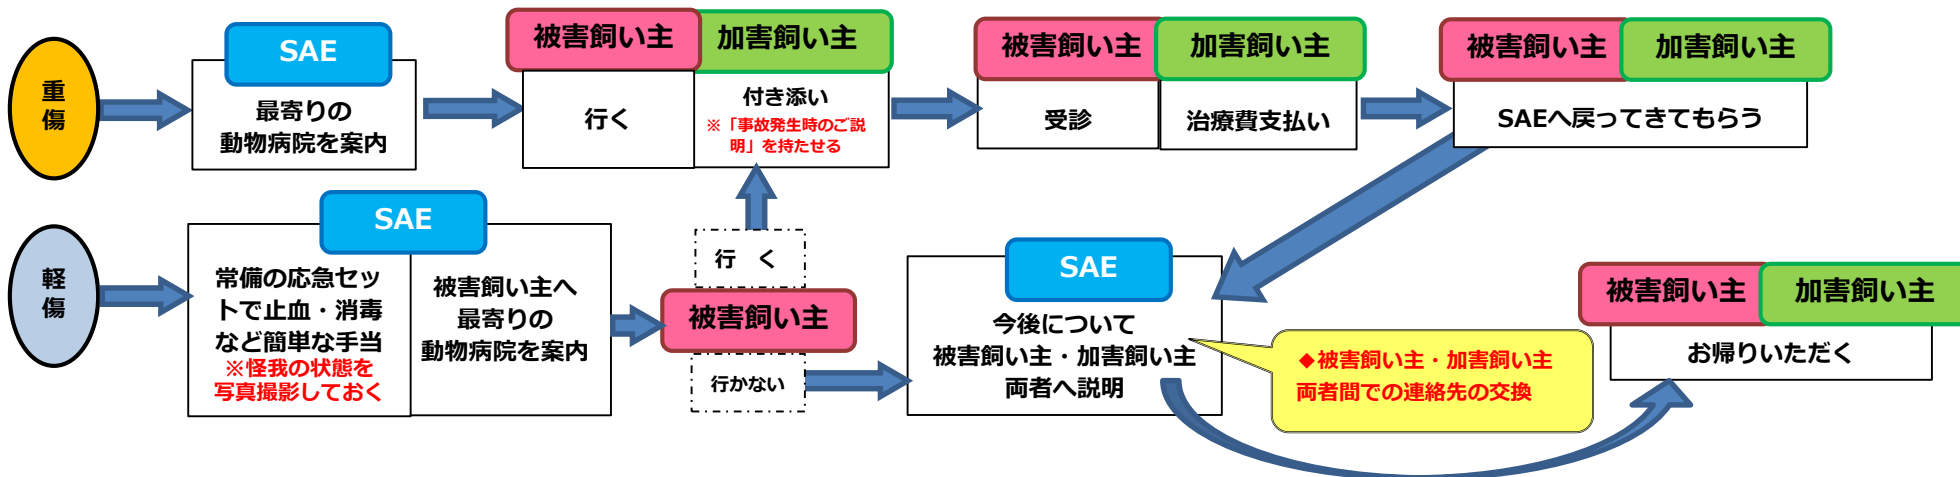 重
傷
SAE
最寄りの
動物病院を案内
被害飼い主
加害飼い主
行く
付き添い
※「事故発生時のご説
明」を持たせる
被害飼い主
加害飼い主
受診
治療費支払い
被害飼い主
加害飼い主
SAEへ戻ってきてもらう
軽
傷
SAE
常備の応急セッ
トで止血・消毒
など簡単な手当
※怪我の状態を
写真撮影しておく
被害飼い主へ
最寄りの
動物病院を案内
行 く
被害飼い主
行かない
SAE
今後について
被害飼い主・加害飼い主
両者へ説明
◆被害飼い主・加害飼い主
両者間での連絡先の交換
被害飼い主
加害飼い主
お帰りいただく